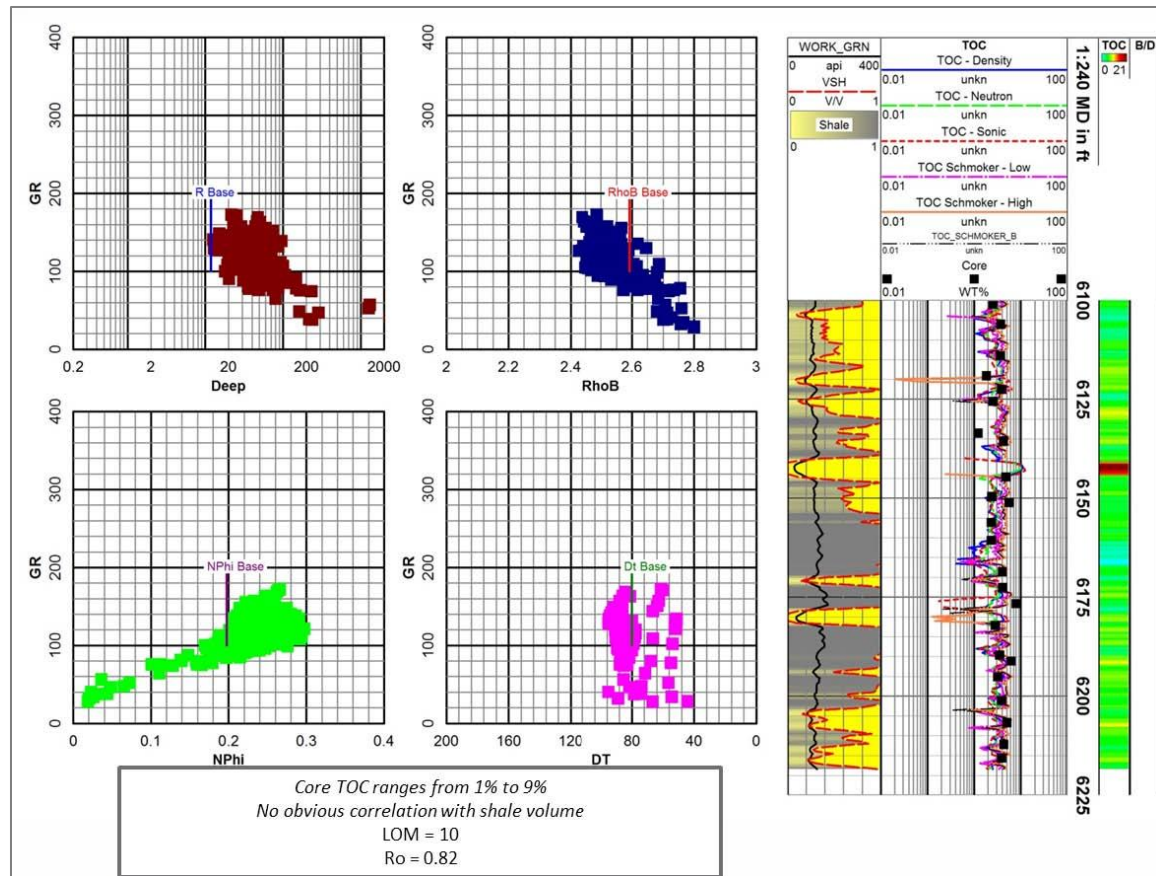 400
300
200
100
0
GR
R Base
0.2
2
20
200
2000
Deep
400
300
200
100
0
GR
RhoB Base
2
2.2
2.4
2.6
2.8
3
RhoB
400
300
200
100
0
GR
NPhi Base
0
0.1
0.2
0.3
0.4
NPhi
400
300
200
100
0
GR
Dt Base
200
160
120
80
40
0
DT
Core TOC ranges from 1% to 9%
No obvious correlation with shale volume
LOM = 10
Ro = 0.82
WORK_GRN
0 api 400
VSH
0 V/V 1
Shale
0 1
TOC
TOC - Density
0.01 unkn 100
TOC - Neutron
0.01 unkn 100
TOC - Sonic
0.01 unkn 100
TOC Schmoker - Low
0.01 unkn 100
TOC Schmoker - High
0.01 unkn 100
TOC_SCHMOKER_B
0.01 unkn 100
Core
0.01 WT% 100
1:240 MD in ft
6100
6125
6150
6175
6200
6225
TOC
0 21
B/D